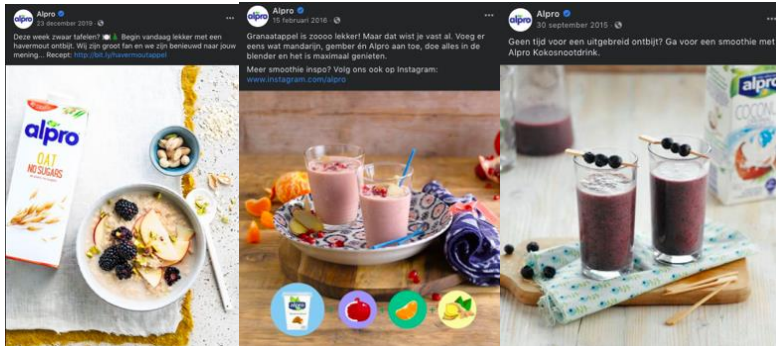 Alpro
23 december 2019 ·
Deze week zwaar tafelen? 🍽️🎄 Begin vandaag lekker met een
havermout ontbijt. Wij zijn groot fan en we zijn benieuwd naar jouw
mening... Recept: http://bit.ly/havermoutappel
alpro
OAT
NO SUGARS
Alpro
15 februari 2016 ·
Granaatappel is zoooo lekker! Maar dat wist je vast al. Voeg er
eens wat mandarijn, gember én Alpro aan toe, doe alles in de
blender en het is maximaal genieten.
Meer smoothie inspo? Volg ons ook op Instagram:
www.instagram.com/alpro
Alpro
30 september 2015 ·
Geen tijd voor een uitgebreid ontbijt? Ga voor een smoothie met
Alpro Kokosnootdrink.
alpro
COCON